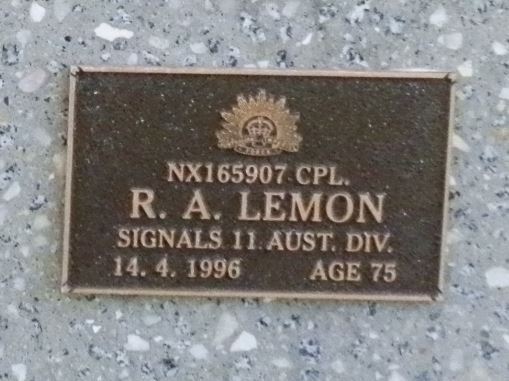 NX165907 CPL.
R. A. LEMON
SIGNALS 11 AUST. DIV.
14. 4. 1996 AGE 75